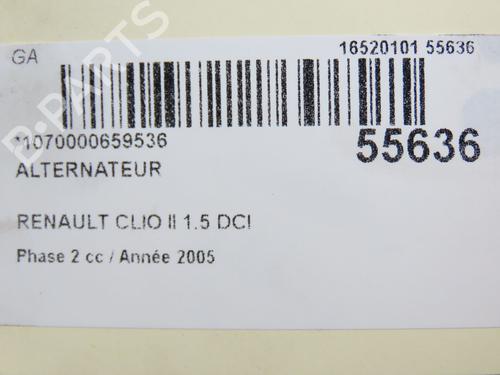 GA
16520101 55636
*1070000659536
55636
ALTERNATEUR
RENAULT CLIO II 1.5 DCI
Phase 2 cc / Année 2005
B-PARTS